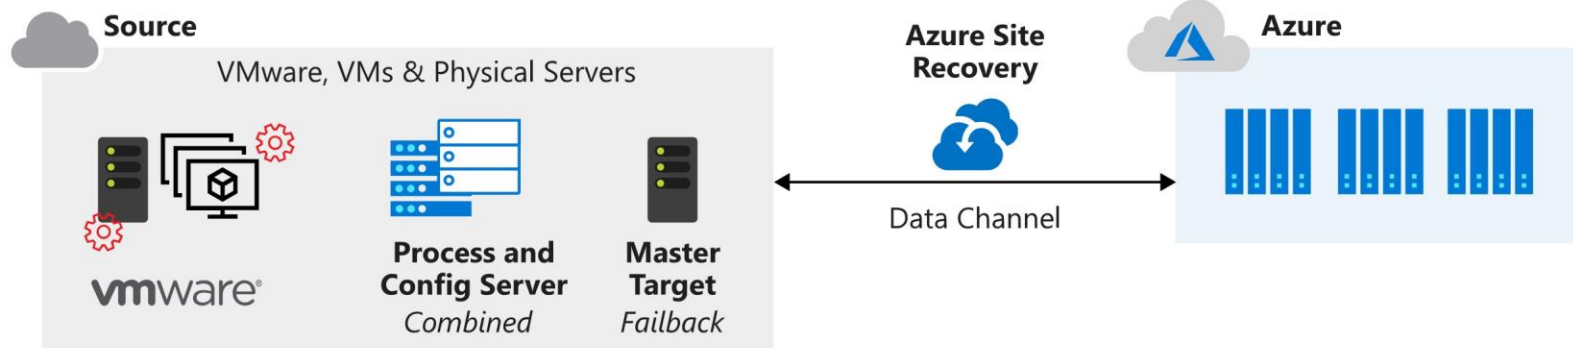 Source
VMware, VMs & Physical Servers
vmware®
Process and
Config Server
Combined
Master
Target
Failback
Azure Site
Recovery
Data Channel
Azure